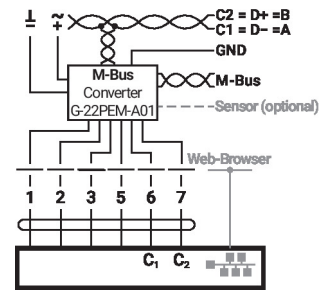 ⊥ ~ C2 = D+ =B
− + C1 = D− =A
GND
M-Bus
Converter
G-22PEM-A01
M-Bus
Sensor (optional)
Web-Browser
1 2 3 5 6 7
C1 C2